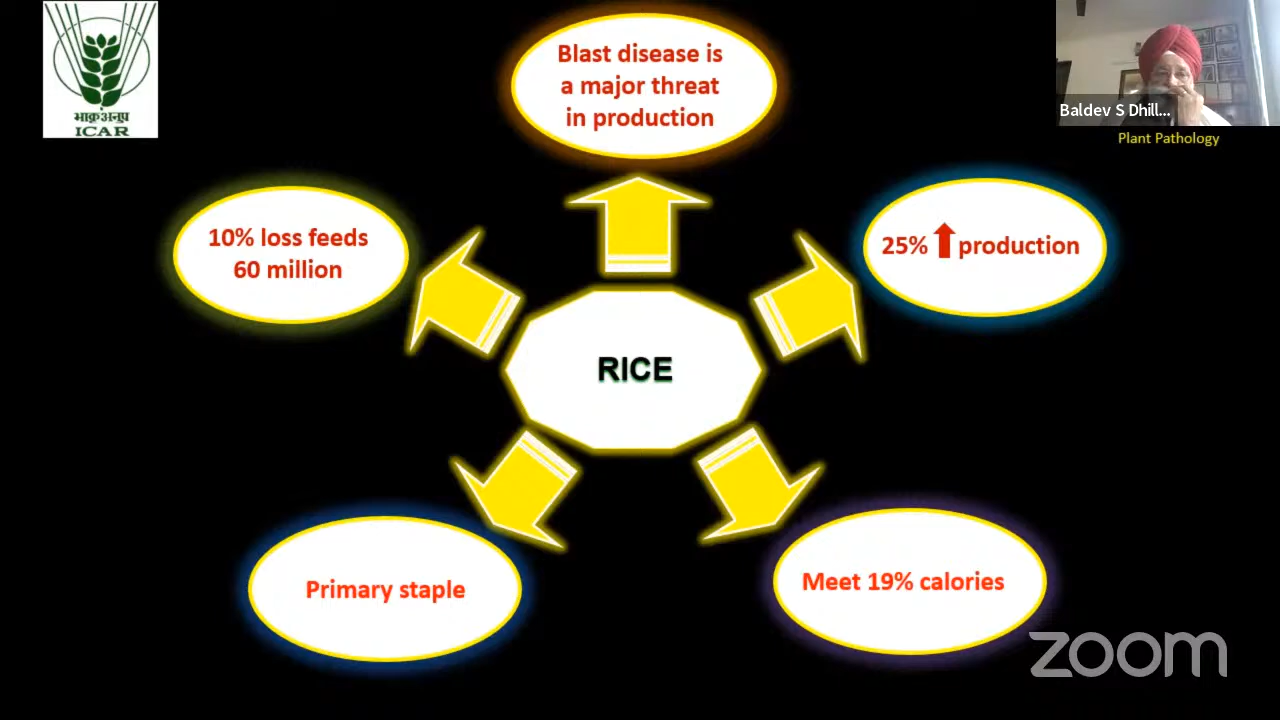 भाकृअनुप
ICAR
Blast disease is
a major threat
in production
Baldev S Dhill...
Plant Pathology
10% loss feeds
60 million
25% production
RICE
Primary staple
Meet 19% calories
zoom